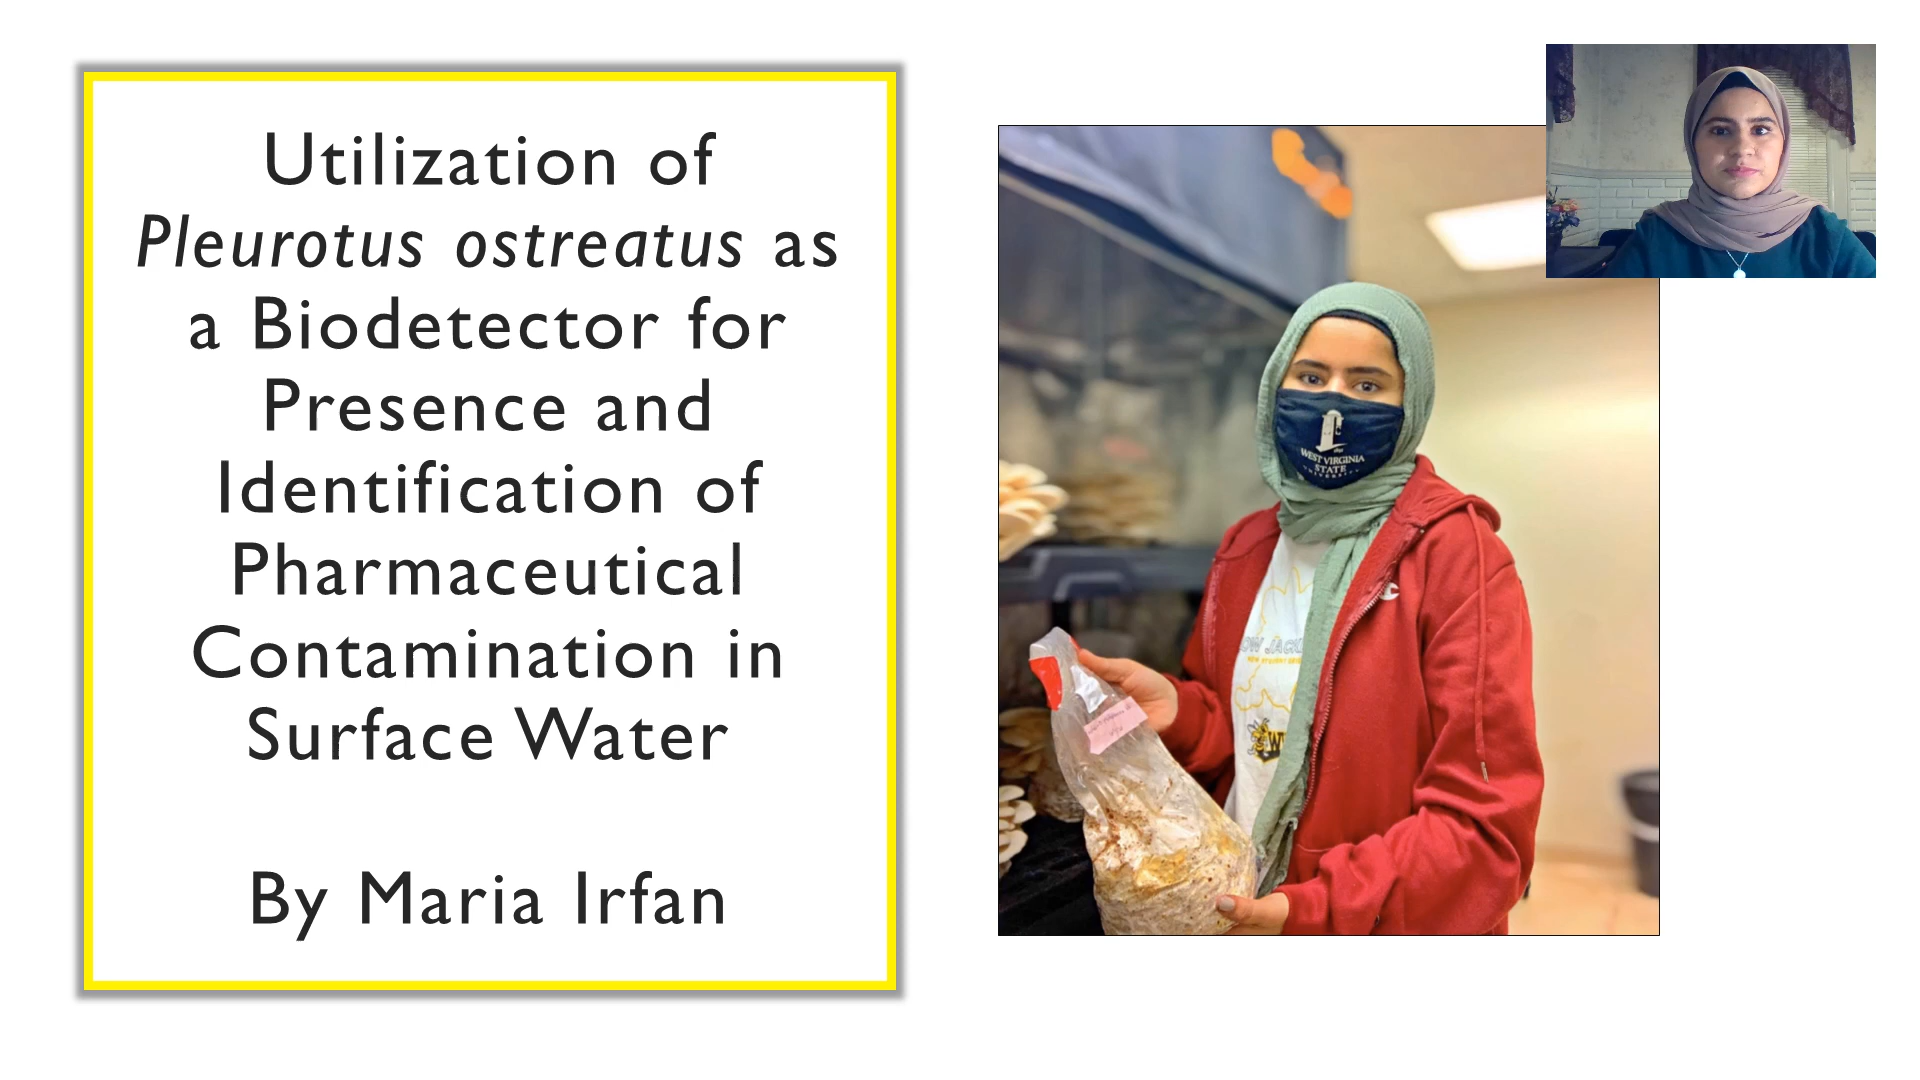 Utilization of
Pleurotus ostreatus as
a Biodetector for
Presence and
Identification of
Pharmaceutical
Contamination in
Surface Water
By Maria Irfan
WEST VIRGINIA
STATE
UNIVERSITY